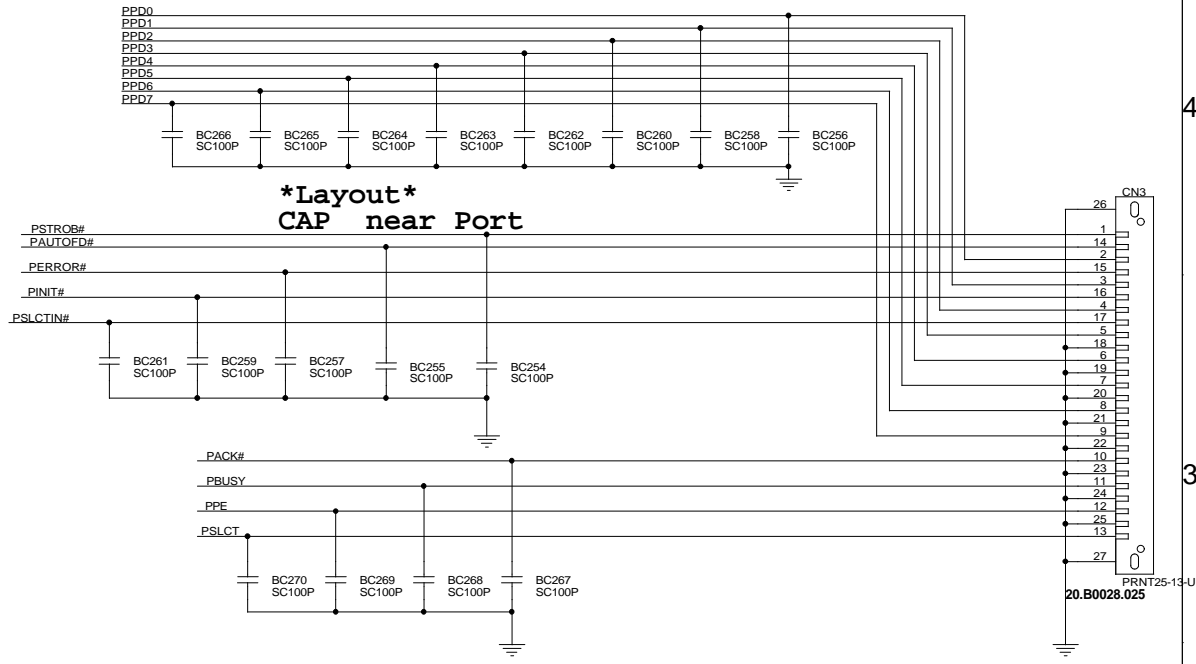 PPD0
PPD1
PPD2
PPD3
PPD4
PPD5
PPD6
PPD7
4
BC266 BC265 BC264 BC263 BC262 BC260 BC258 BC256
SC100P SC100P SC100P SC100P SC100P SC100P SC100P SC100P
*Layout*
CAP near Port
CN3
26
PSTROB# 1
PAUTOFD# 14
2
PERROR# 15
3
PINIT# 16
4
PSLCTIN# 17
5
18
6
19
7
20
8
21
9
22
BC261 BC259 BC257 BC255 BC254
SC100P SC100P SC100P SC100P SC100P
PACK# 10
23
3
PBUSY 11
24
PPE 12
25
PSLCT 13
27
BC270 BC269 BC268 BC267
SC100P SC100P SC100P SC100P
PRNT25-13-U
20.B0028.025